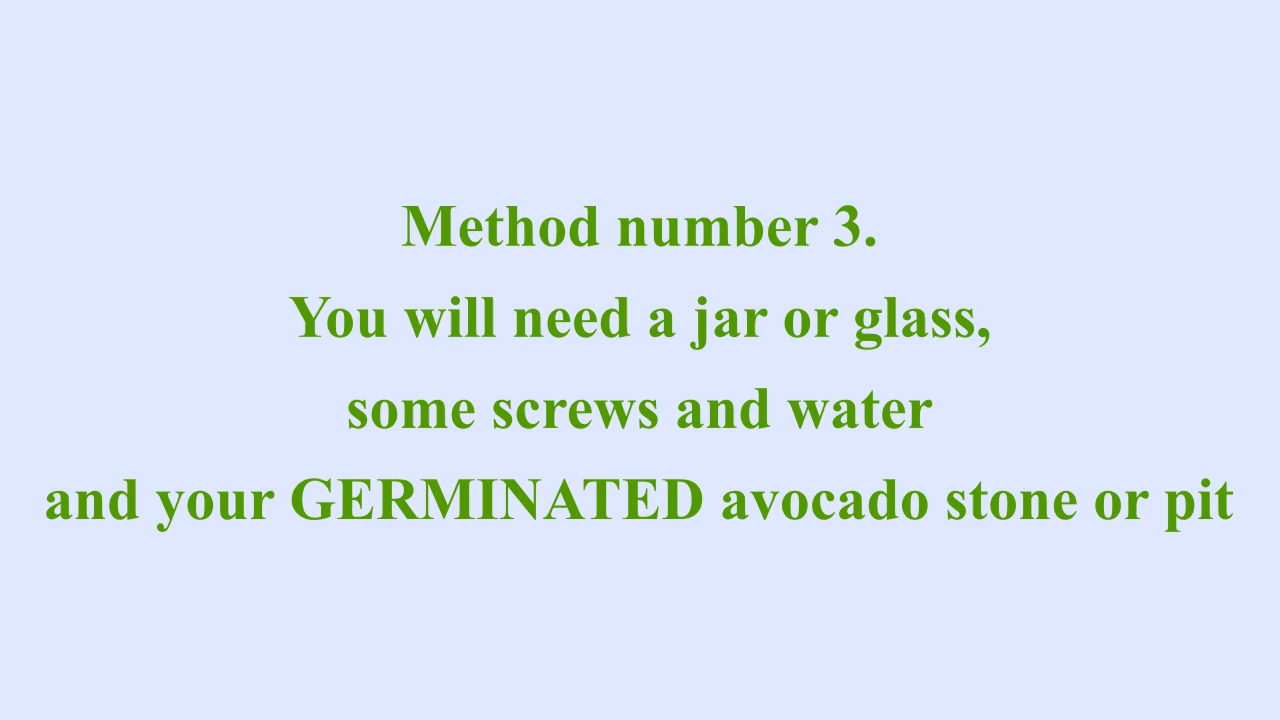 Method number 3.
You will need a jar or glass,
some screws and water
and your GERMINATED avocado stone or pit